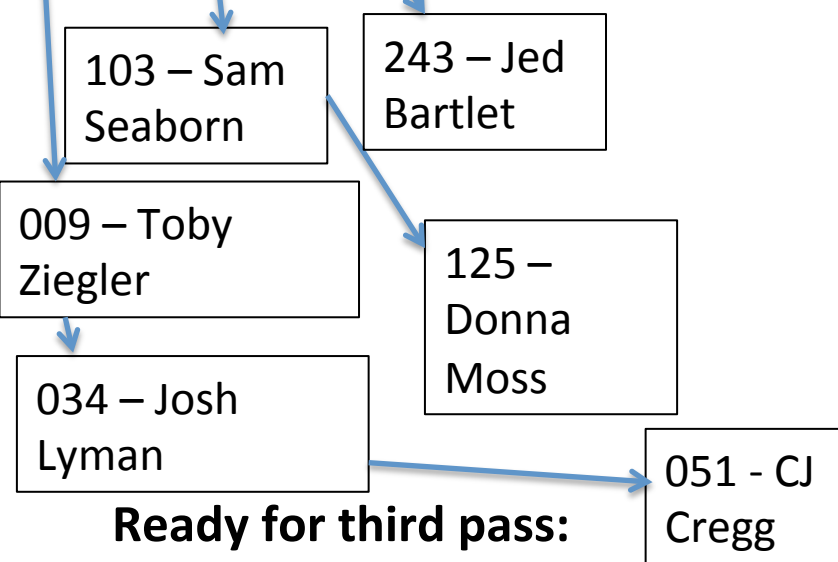 103 – Sam
Seaborn
243 – Jed
Bartlet
009 – Toby
Ziegler
125 –
Donna
Moss
034 – Josh
Lyman
051 - CJ
Cregg
Ready for third pass: